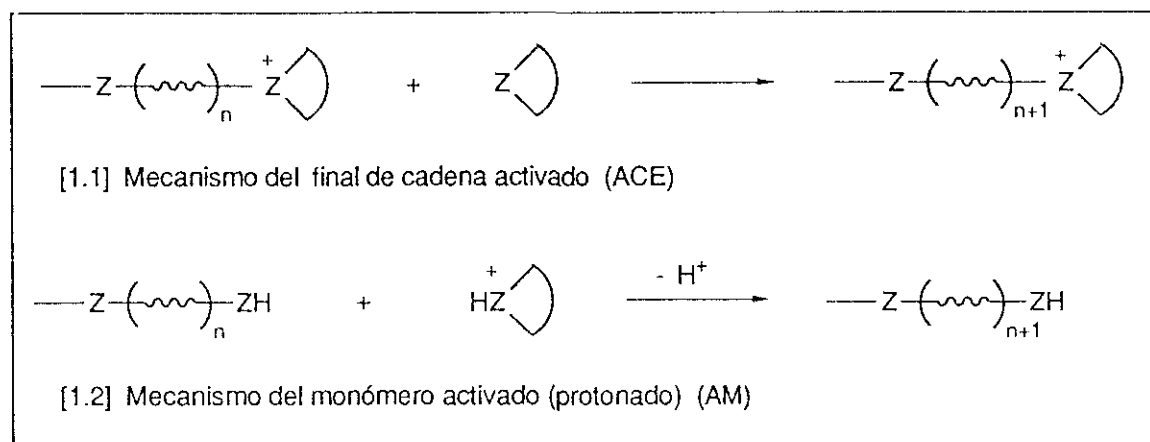 — Z -( )n- Z+ + Z → — Z -( )n+1- Z+
[1.1] Mecanismo del final de cadena activado (ACE)
— Z -( )n- ZH + HZ+ - H+ → — Z -( )n+1- ZH
[1.2] Mecanismo del monómero activado (protonado) (AM)